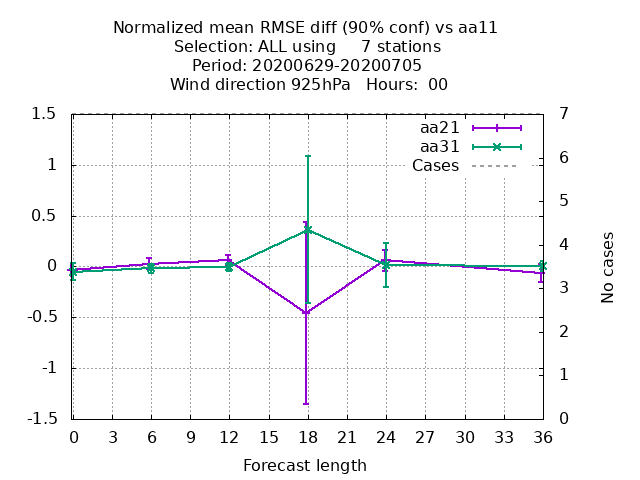 Normalized mean RMSE diff (90% conf) vs aa11
Selection: ALL using     7 stations
Period: 20200629-20200705
Wind direction 925hPa   Hours:  00
1.5
1
0.5
0
-0.5
-1
-1.5
7
6
5
4
3
2
1
0
aa21
aa31
Cases
No cases
0 3 6 9 12 15 18 21 24 27 30 33 36
Forecast length